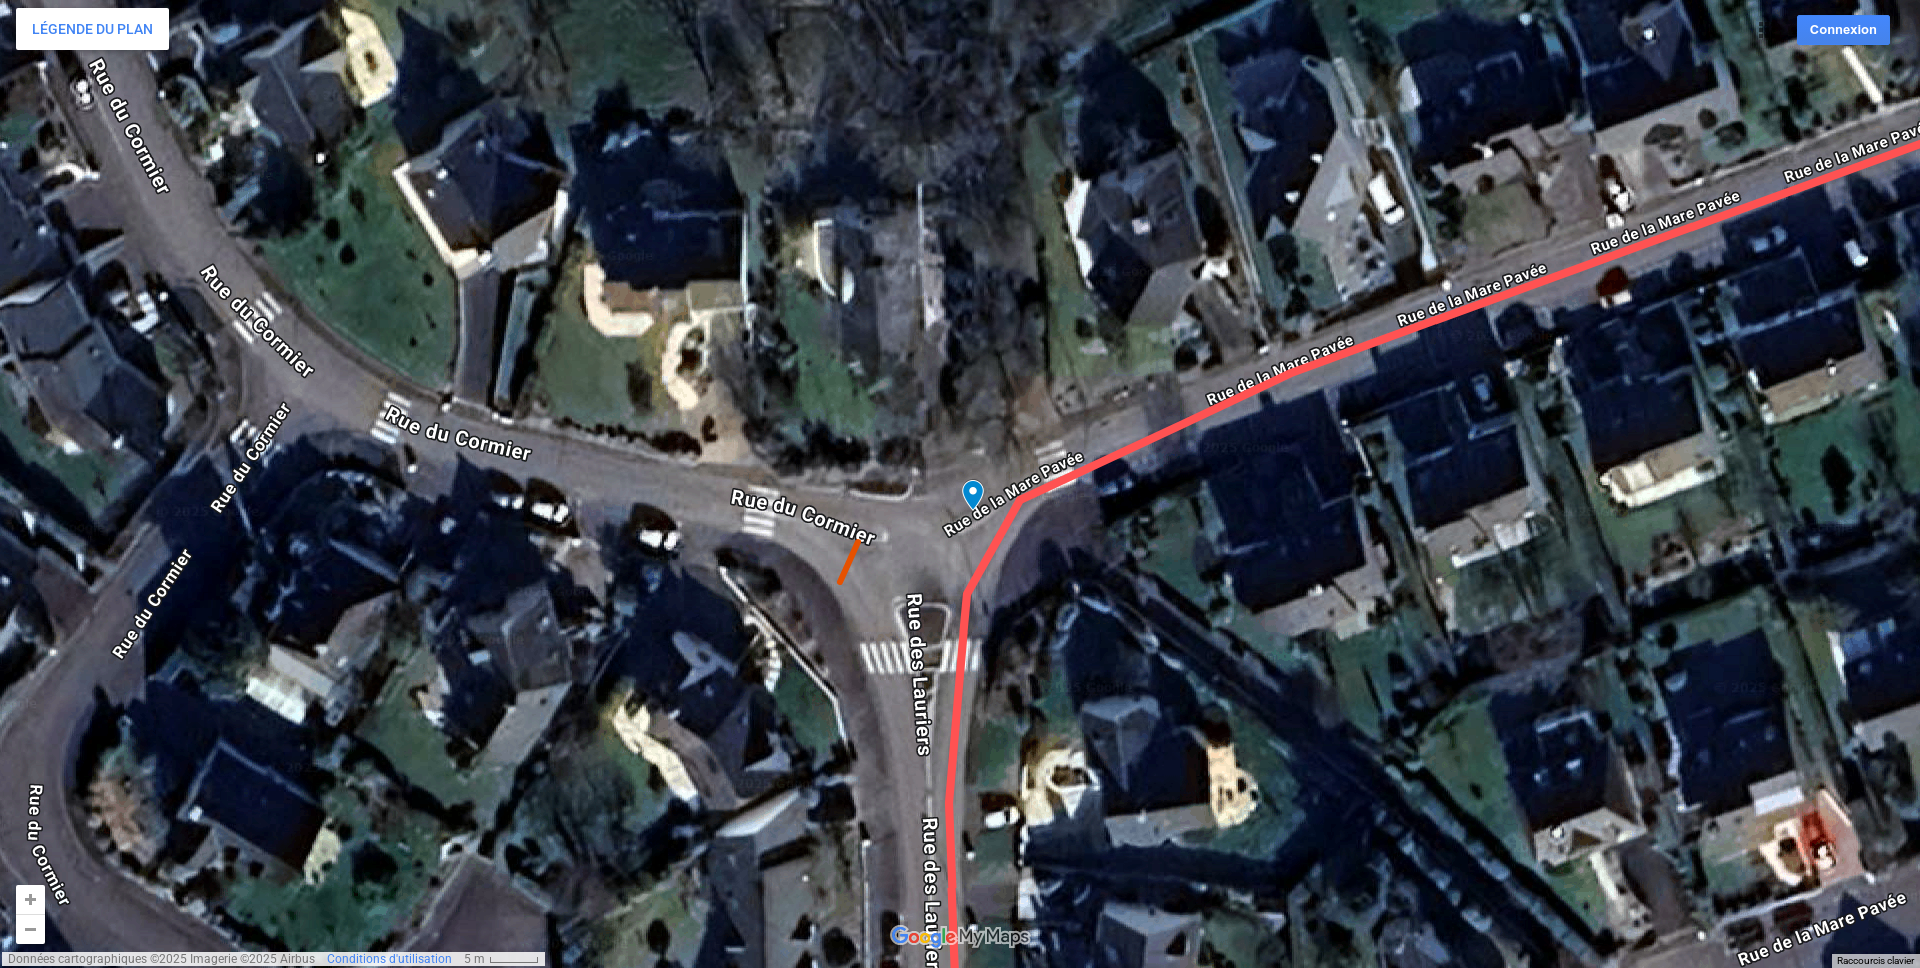 LÉGENDE DU PLAN
Connexion
Rue du Cormier
Rue de la Mare Pavée
Rue de la Mare Pavée
Rue de la Mare Pavée
Rue de la Mare Pavée
Rue du Cormier
Rue du Cormier
Rue du Cormier
Rue de la Mare Pavée
Rue du Cormier
Rue du Cormier
Rue des Lauriers
Rue du Cormier
Rue des Laurier
Rue de la Mare Pavée
Google My Maps
Données cartographiques ©2025 Imagerie ©2025 Airbus Conditions d'utilisation 5 m
Raccourcis clavier